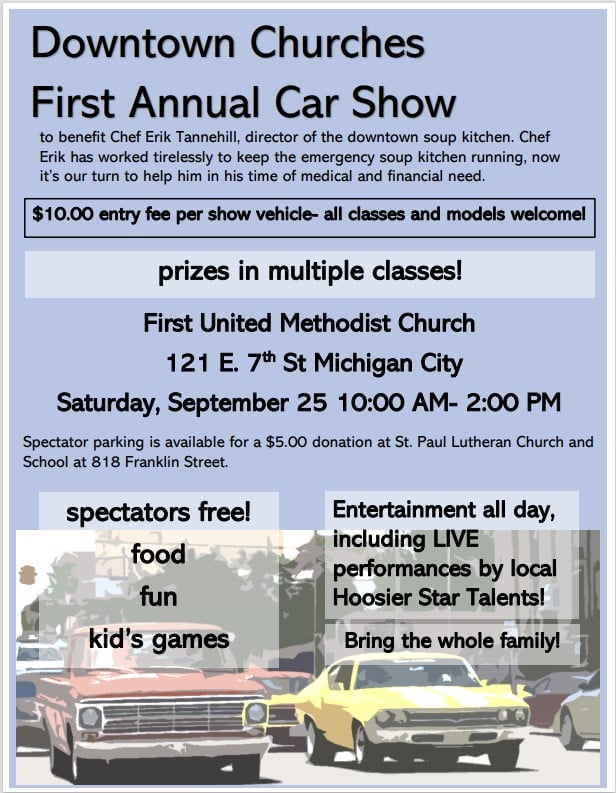 Downtown Churches
First Annual Car Show
to benefit Chef Erik Tannehill, director of the downtown soup kitchen. Chef
Erik has worked tirelessly to keep the emergency soup kitchen running, now
it's our turn to help him in his time of medical and financial need.
$10.00 entry fee per show vehicle- all classes and models welcome!
prizes in multiple classes!
First United Methodist Church
121 E. 7th St Michigan City
Saturday, September 25 10:00 AM- 2:00 PM
Spectator parking is available for a $5.00 donation at St. Paul Lutheran Church and
School at 818 Franklin Street.
spectators free!
food
fun
kid's games
Entertainment all day,
including LIVE
performances by local
Hoosier Star Talents!
Bring the whole family!